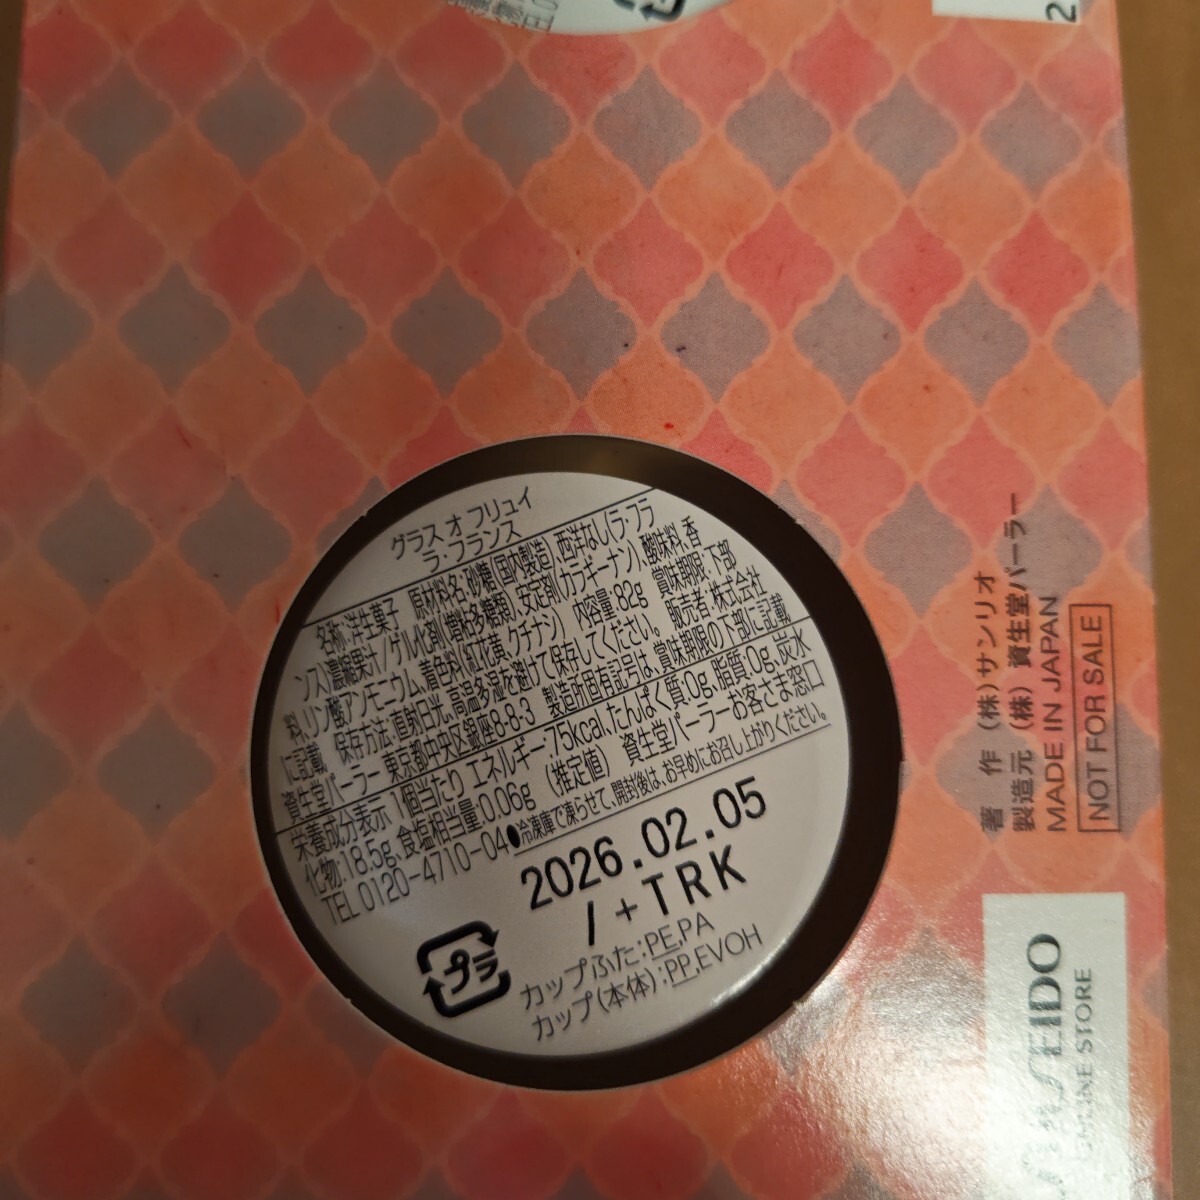 グラス オ フリュイ
ラ・フランス
名称:洋生菓子 原材料名:砂糖(国内製造)、西洋なし(ラ・フラ
ンス)濃縮果汁/ゲル化剤(増粘多糖類)、安定剤(カラギーナン)、酸味料、香
料、リン酸アンモニウム、着色料(紅花黄、クチナシ) 内容量:82g 賞味期限:下部
に記載 保存方法:直射日光、高温多湿を避けて保存してください。 販売者:株式会社
資生堂パーラー 東京都中央区銀座8-8-3 製造所固有記号は、賞味期限の下部に記載
栄養成分表示 1個当たり エネルギー:75kcal、たんぱく質:0g、脂質:0g、炭水
化物:18.5g、食塩相当量:0.06g (推定値) 資生堂パーラーお客さま窓口
TEL 0120-4710-04●冷凍庫で凍らせて、開封後は、お早めにお召し上がりください。
2026.02.05
/+TRK
プラ
カップふた:PE,PA
カップ(本体):PP,EVOH
著 作 (株)サンリオ
製造元 (株) 資生堂パーラー
MADE IN JAPAN
NOT FOR SALE
2
SEIDO
ONLINE STORE